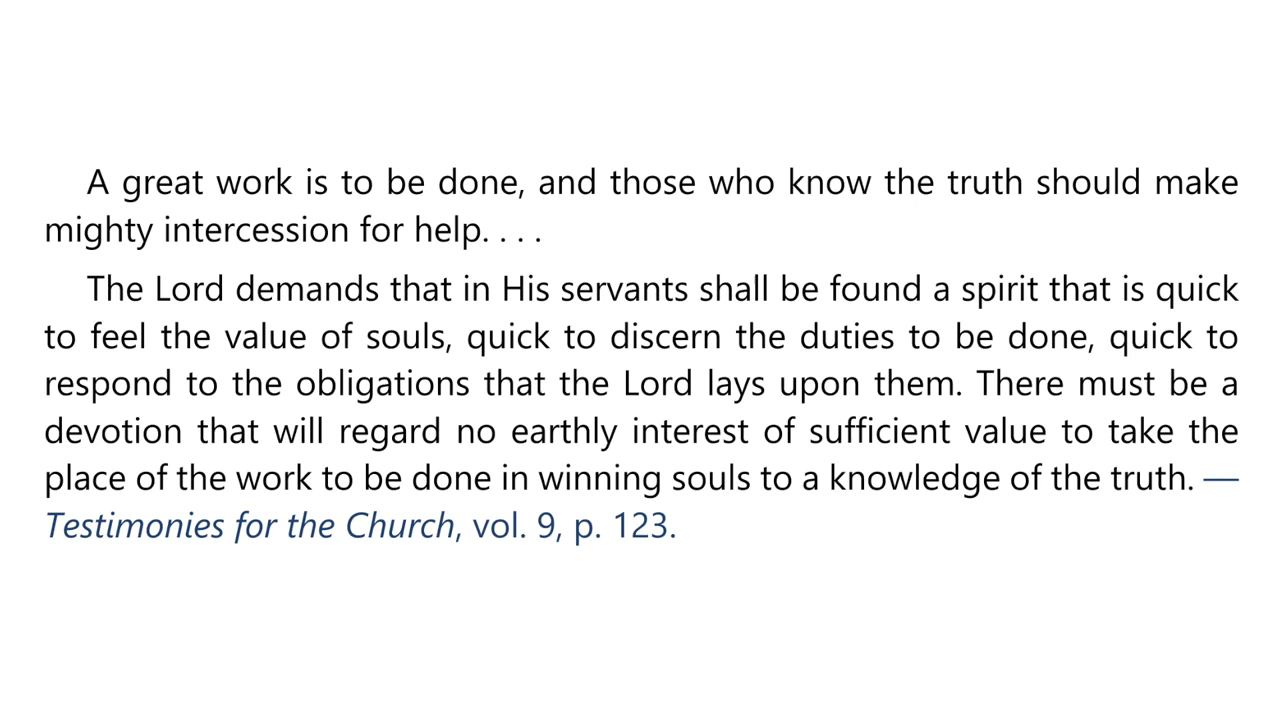 A great work is to be done, and those who know the truth should make
mighty intercession for help. . . .
The Lord demands that in His servants shall be found a spirit that is quick
to feel the value of souls, quick to discern the duties to be done, quick to
respond to the obligations that the Lord lays upon them. There must be a
devotion that will regard no earthly interest of sufficient value to take the
place of the work to be done in winning souls to a knowledge of the truth. —
Testimonies for the Church, vol. 9, p. 123.